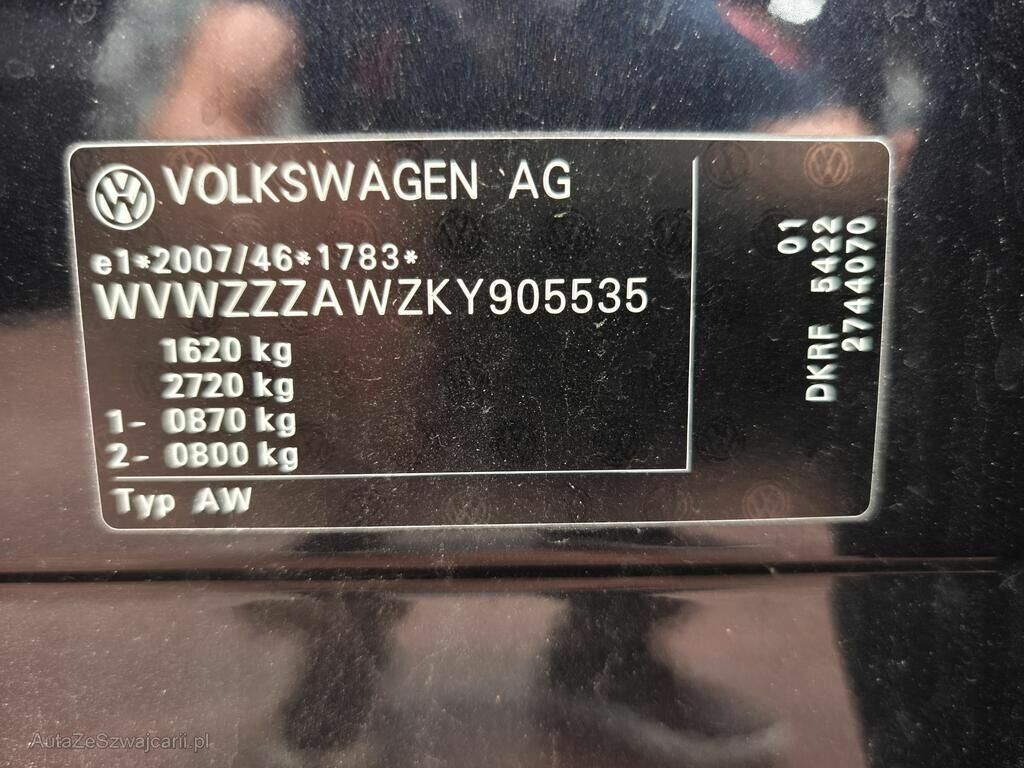 VOLKSWAGEN AG
e1*2007/46*1783*
WVWZZZAWZKY905535
1620 kg
2720 kg
1- 0870 kg
2- 0800 kg
Typ AW
01
DKRF 5422
2744070
AutaZeSzwajcarii.pl